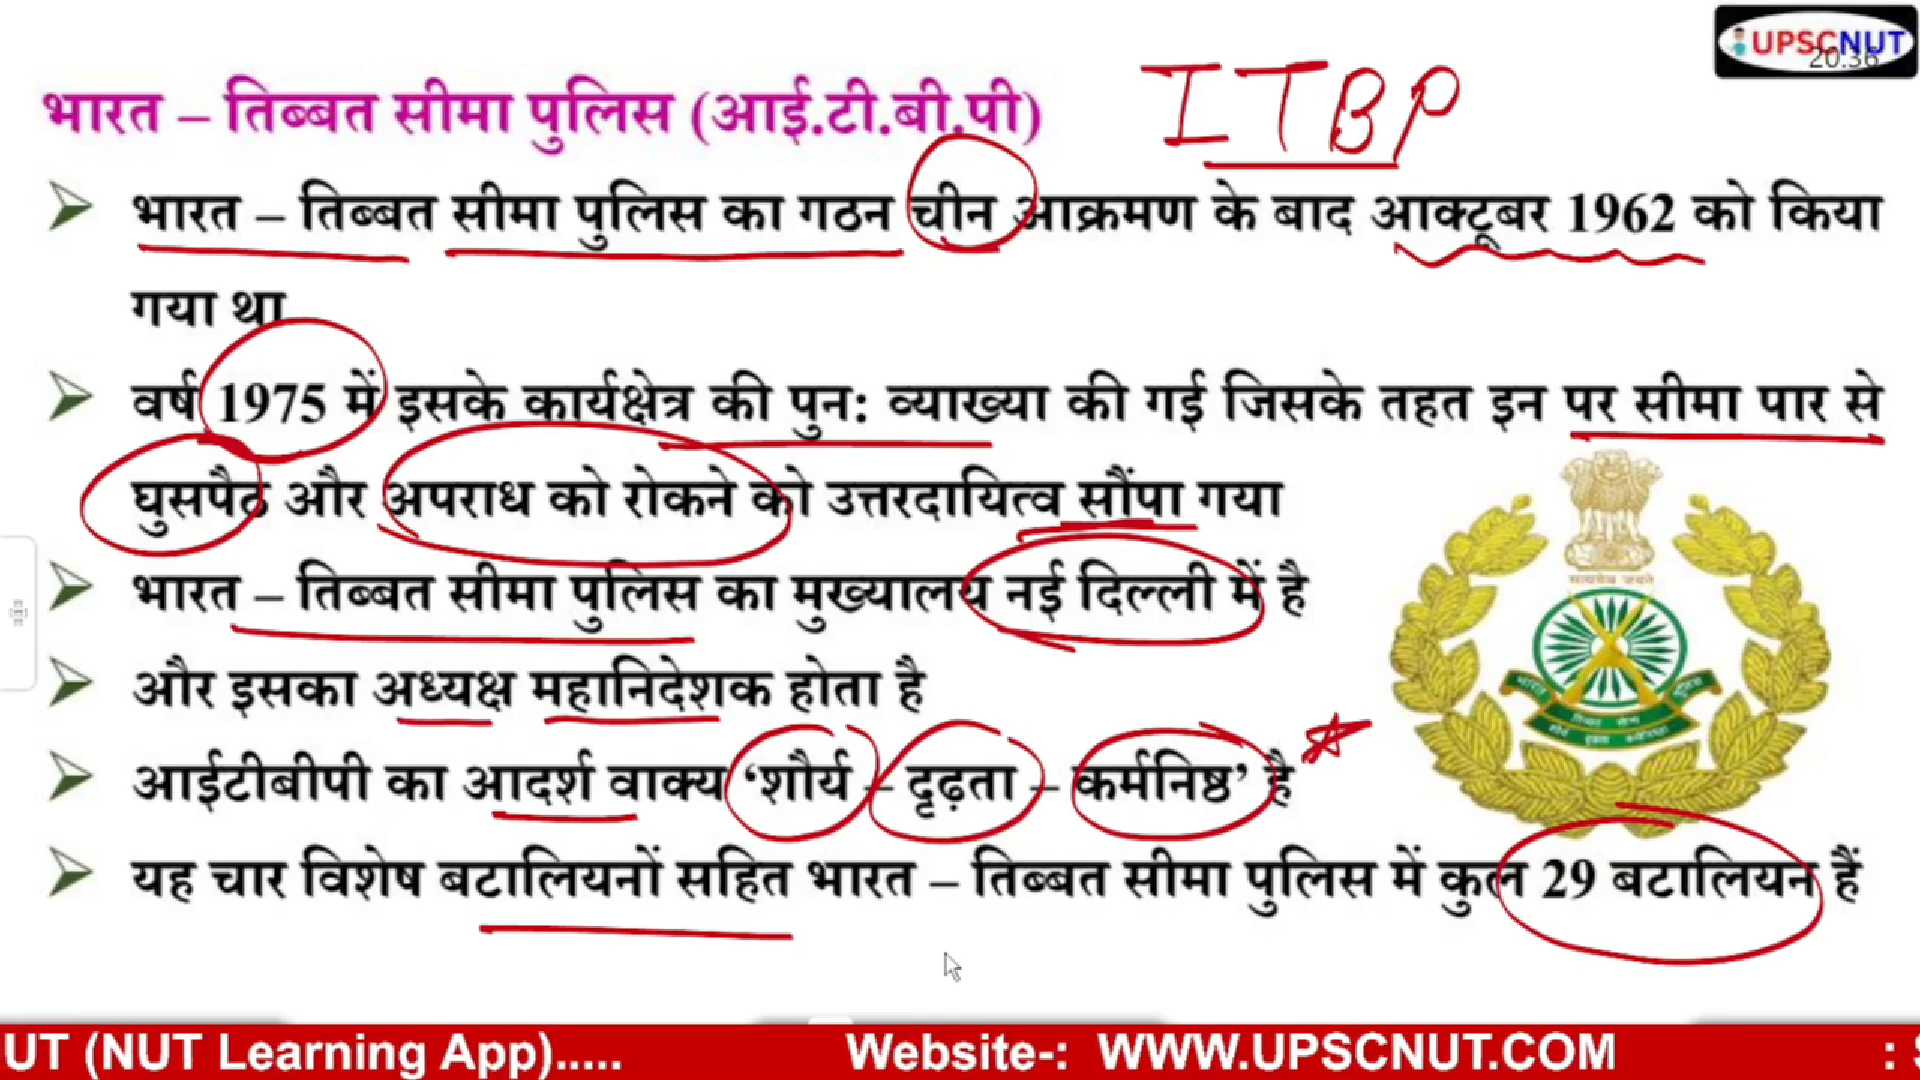 UPSCNUT
20:36
भारत – तिब्बत सीमा पुलिस (आई.टी.बी.पी)
ITBP
भारत – तिब्बत सीमा पुलिस का गठन चीन आक्रमण के बाद आक्टूबर 1962 को किया
गया था
वर्ष 1975 में इसके कार्यक्षेत्र की पुन: व्याख्या की गई जिसके तहत इन पर सीमा पार से
घुसपैठ और अपराध को रोकने को उत्तरदायित्व सौंपा गया
भारत – तिब्बत सीमा पुलिस का मुख्यालय नई दिल्ली में है
और इसका अध्यक्ष महानिदेशक होता है
आईटीबीपी का आदर्श वाक्य ‘शौर्य – दृढ़ता – कर्मनिष्ठ’ है
यह चार विशेष बटालियनों सहित भारत – तिब्बत सीमा पुलिस में कुल 29 बटालियन हैं
सत्यमेव जयते
UT (NUT Learning App)..... Website-: WWW.UPSCNUT.COM :